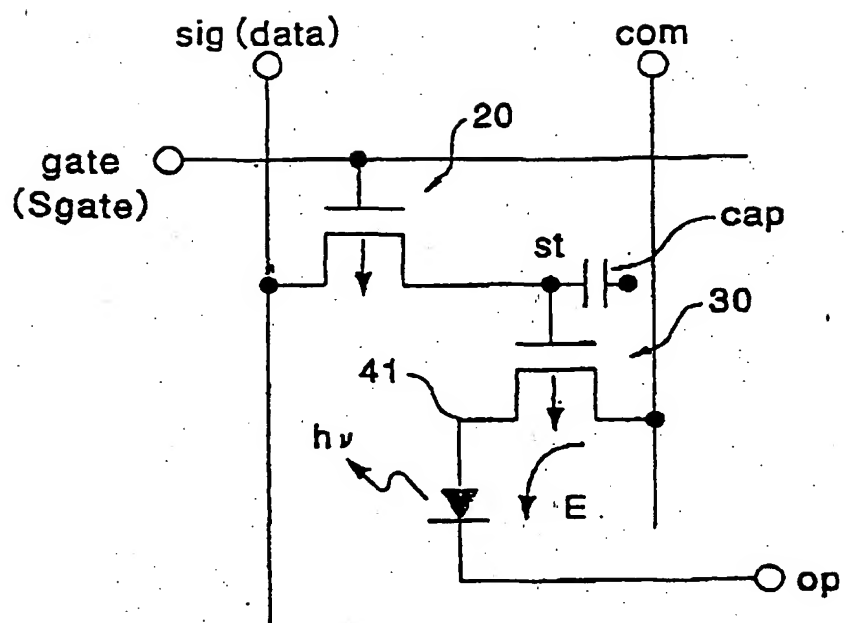 sig (data)
com
20
gate
(Sgate)
cap
st
30
41
hν
E
op